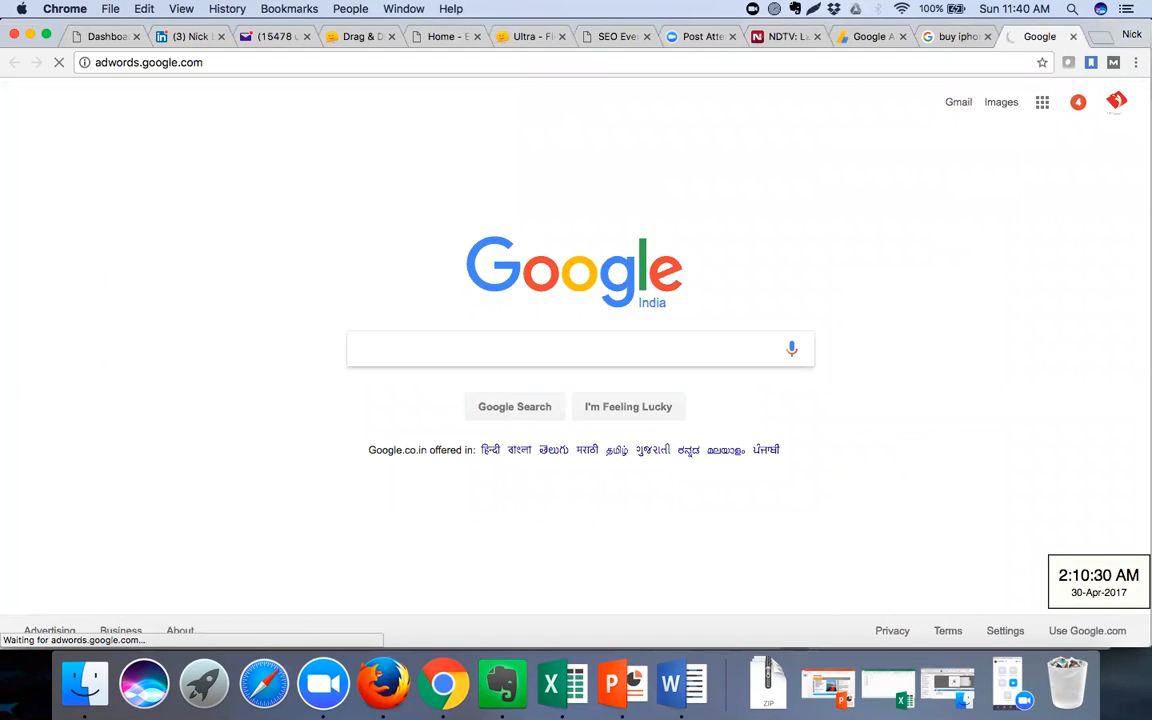 Chrome File Edit View History Bookmarks People Window Help 100% Sun 11:40 AM
Dashboa (3) Nick L (15478 u Drag & D Home - E Ultra - Fl SEO Eve Post Atte NDTV: La Google A buy ipho Google Nick
adwords.google.com
Gmail Images 4
Google
India
Google Search I'm Feeling Lucky
Google.co.in offered in: हिन्दी বাংলা తెలుగు मराठी தமிழ் ગુજરાતી ಕನ್ನಡ മലയാളം ਪੰਜਾਬੀ
2:10:30 AM
30-Apr-2017
Advertising Business About Privacy Terms Settings Use Google.com
Waiting for adwords.google.com...
ZIP